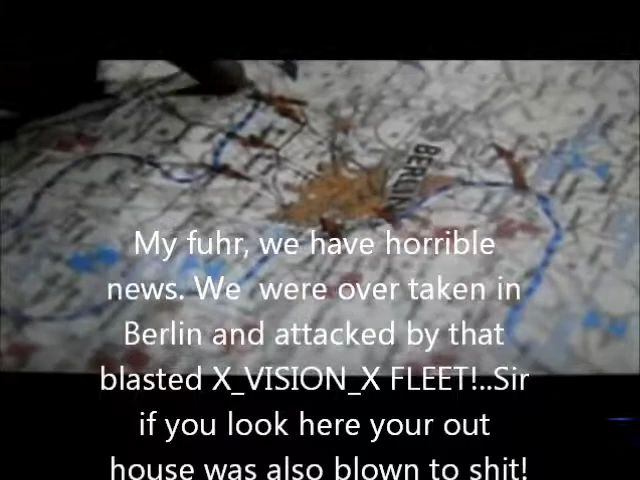 BERLIN
My fuhr, we have horrible
news. We  were over taken in
Berlin and attacked by that
blasted X_VISION_X FLEET!..Sir
if you look here your out
house was also blown to shit!